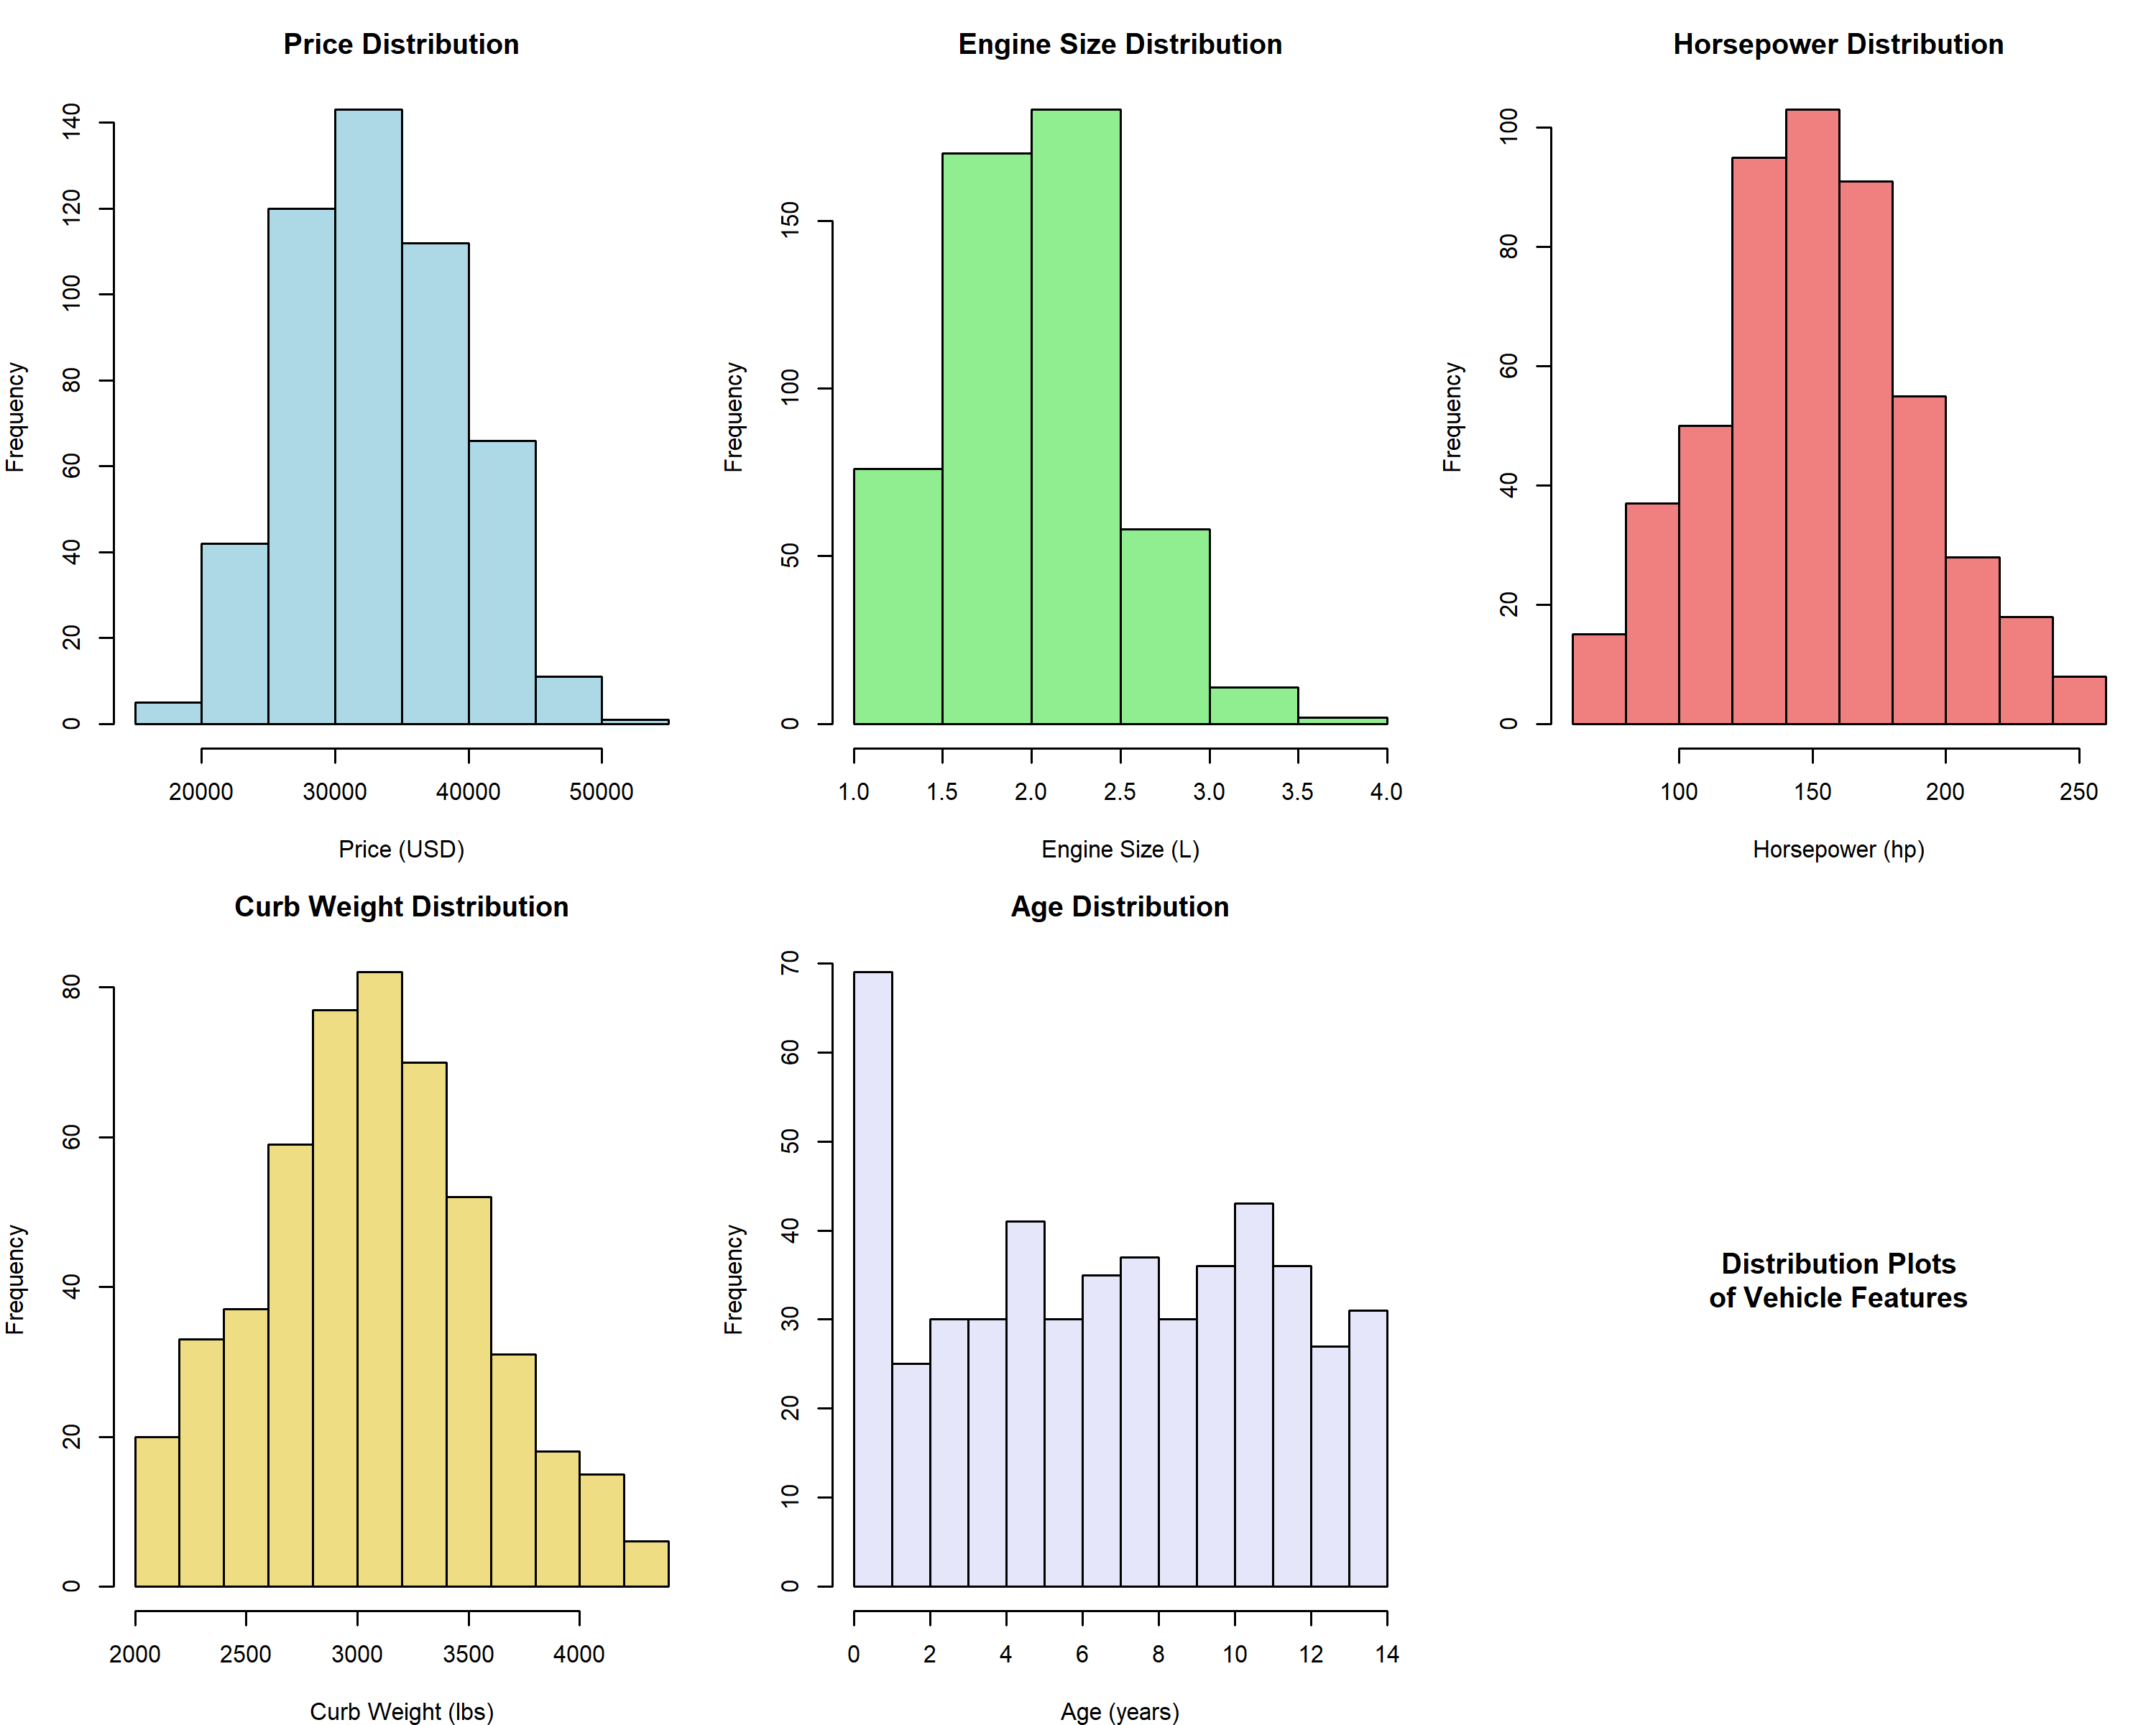 Price Distribution
Frequency
0
20
40
60
80
100
120
140
20000 30000 40000 50000
Price (USD)
Engine Size Distribution
Frequency
0
50
100
150
1.0 1.5 2.0 2.5 3.0 3.5 4.0
Engine Size (L)
Horsepower Distribution
Frequency
0
20
40
60
80
100
100 150 200 250
Horsepower (hp)
Curb Weight Distribution
Frequency
0
20
40
60
80
2000 2500 3000 3500 4000
Curb Weight (lbs)
Age Distribution
Frequency
0
10
20
30
40
50
60
70
0 2 4 6 8 10 12 14
Age (years)
Distribution Plots
of Vehicle Features